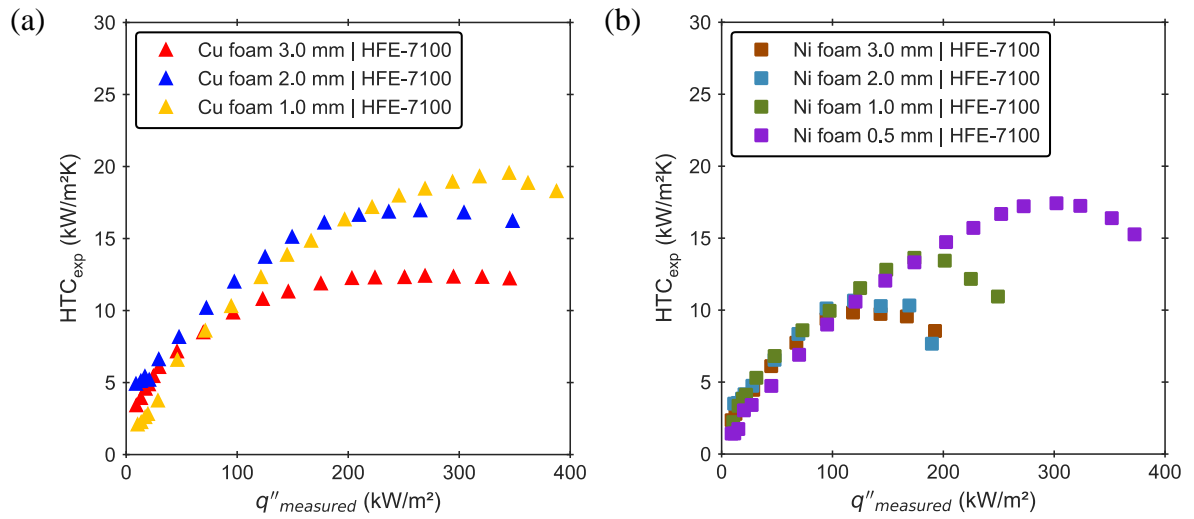 (a)
30
25
20
15
10
5
0
HTC_exp (kW/m²K)
Cu foam 3.0 mm | HFE-7100
Cu foam 2.0 mm | HFE-7100
Cu foam 1.0 mm | HFE-7100
0 100 200 300 400
q″_measured (kW/m²)
(b)
30
25
20
15
10
5
0
HTC_exp (kW/m²K)
Ni foam 3.0 mm | HFE-7100
Ni foam 2.0 mm | HFE-7100
Ni foam 1.0 mm | HFE-7100
Ni foam 0.5 mm | HFE-7100
0 100 200 300 400
q″_measured (kW/m²)